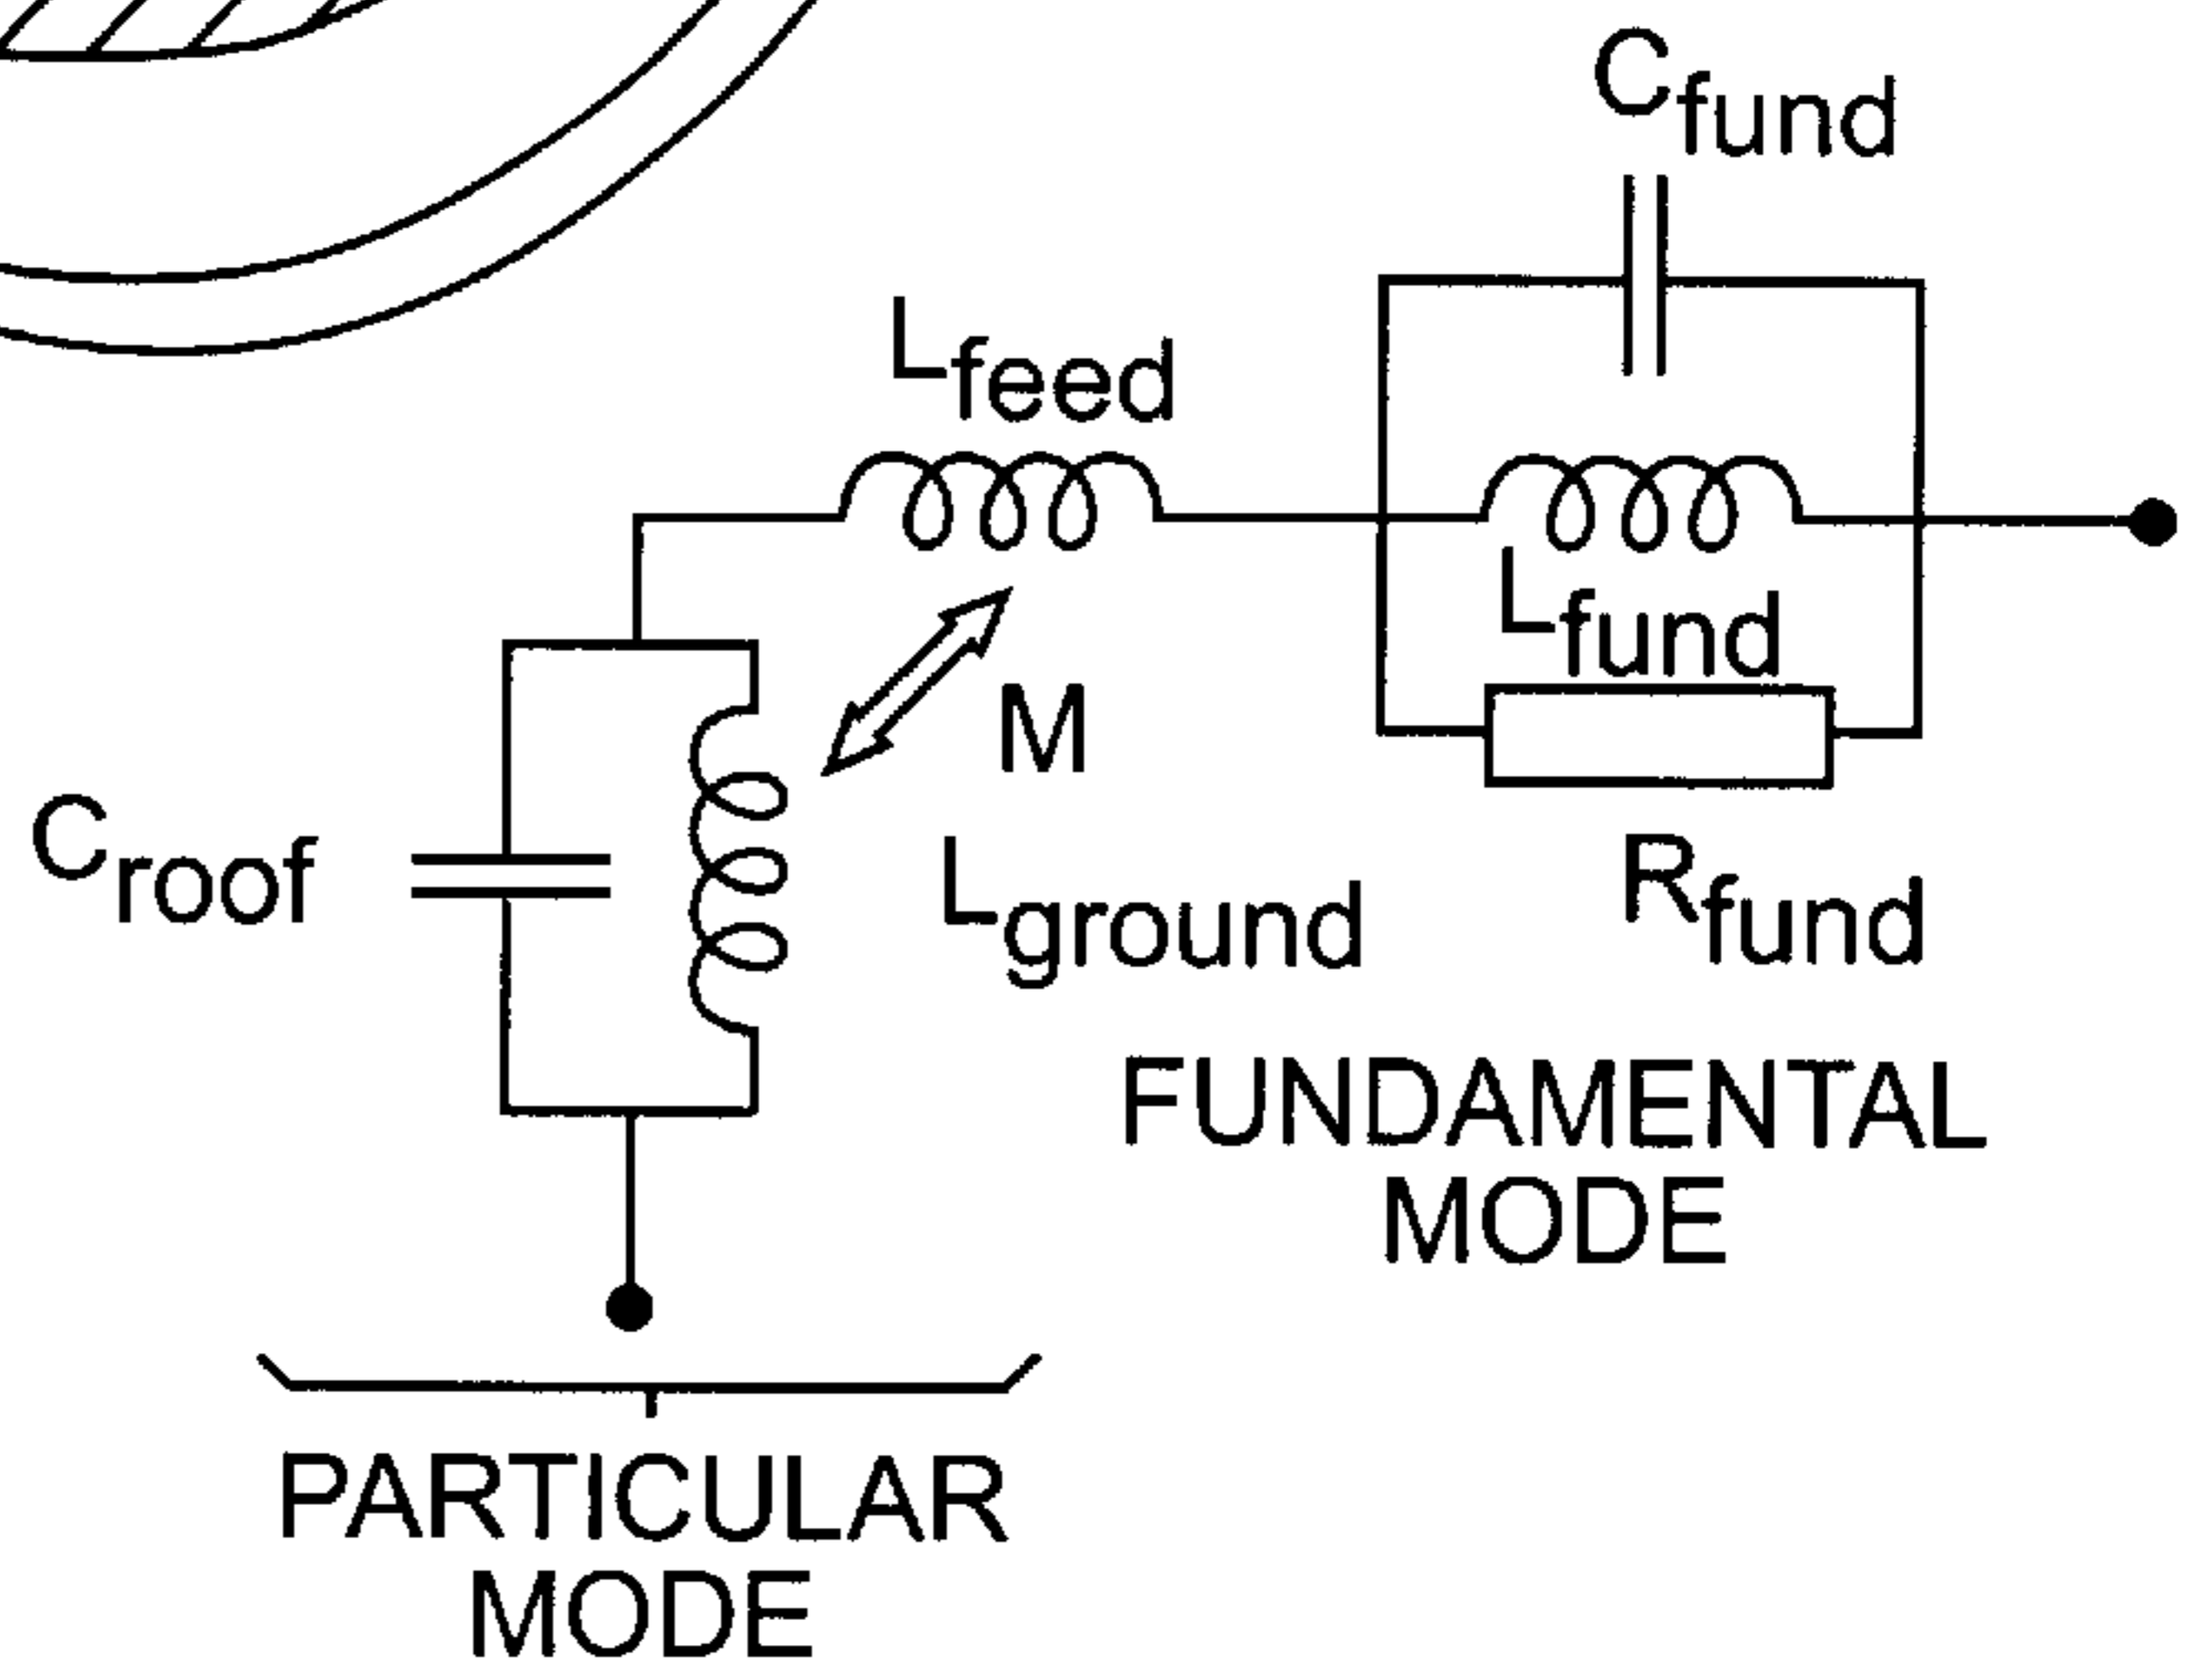 Cfund
Lfeed
Lfund
M
Croof
Lground
Rfund
FUNDAMENTAL
MODE
PARTICULAR
MODE